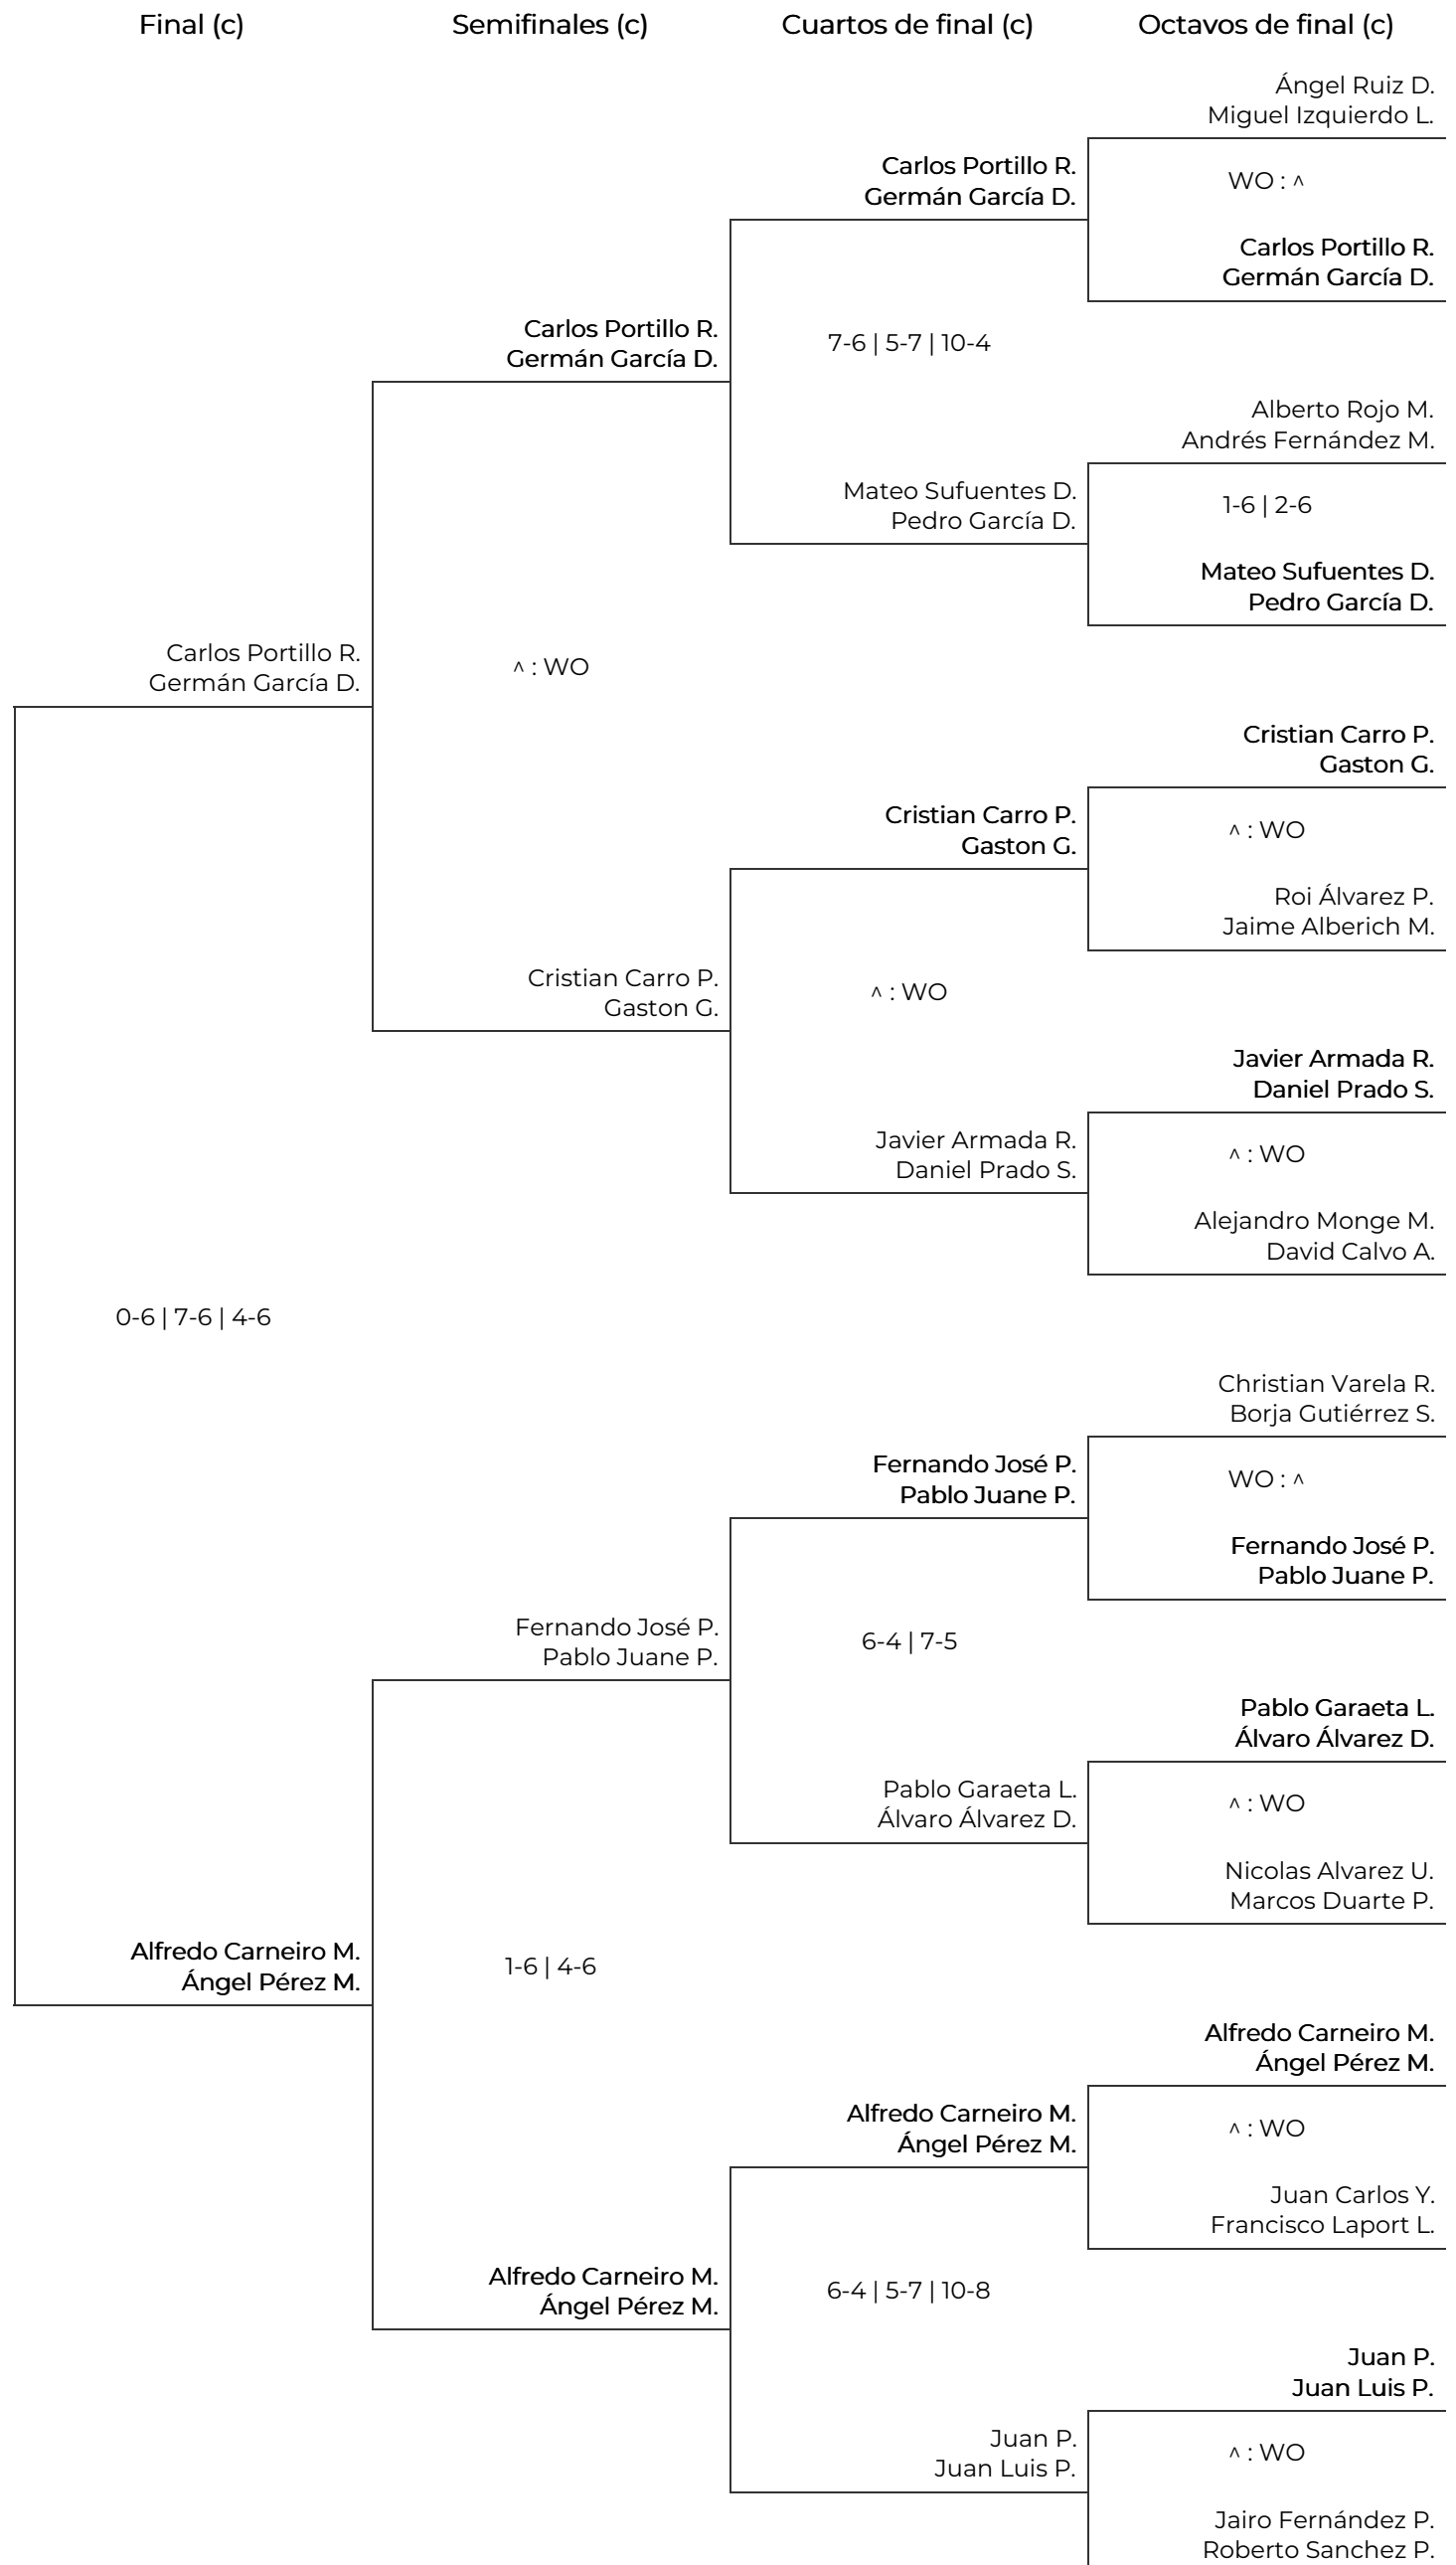 Final (c)
Semifinales (c)
Cuartos de final (c)
Octavos de final (c)
Ángel Ruiz D.
Miguel Izquierdo L.
Carlos Portillo R.
Germán García D.
WO : ^
Carlos Portillo R.
Germán García D.
Carlos Portillo R.
Germán García D.
7-6 | 5-7 | 10-4
Alberto Rojo M.
Andrés Fernández M.
Mateo Sufuentes D.
Pedro García D.
1-6 | 2-6
Mateo Sufuentes D.
Pedro García D.
Carlos Portillo R.
Germán García D.
^ : WO
Cristian Carro P.
Gaston G.
Cristian Carro P.
Gaston G.
^ : WO
Roi Álvarez P.
Jaime Alberich M.
Cristian Carro P.
Gaston G.
^ : WO
Javier Armada R.
Daniel Prado S.
Javier Armada R.
Daniel Prado S.
^ : WO
Alejandro Monge M.
David Calvo A.
0-6 | 7-6 | 4-6
Christian Varela R.
Borja Gutiérrez S.
Fernando José P.
Pablo Juane P.
WO : ^
Fernando José P.
Pablo Juane P.
Fernando José P.
Pablo Juane P.
6-4 | 7-5
Pablo Garaeta L.
Álvaro Álvarez D.
Pablo Garaeta L.
Álvaro Álvarez D.
^ : WO
Nicolas Alvarez U.
Marcos Duarte P.
Alfredo Carneiro M.
Ángel Pérez M.
1-6 | 4-6
Alfredo Carneiro M.
Ángel Pérez M.
Alfredo Carneiro M.
Ángel Pérez M.
^ : WO
Juan Carlos Y.
Francisco Laport L.
Alfredo Carneiro M.
Ángel Pérez M.
6-4 | 5-7 | 10-8
Juan P.
Juan Luis P.
Juan P.
Juan Luis P.
^ : WO
Jairo Fernández P.
Roberto Sanchez P.